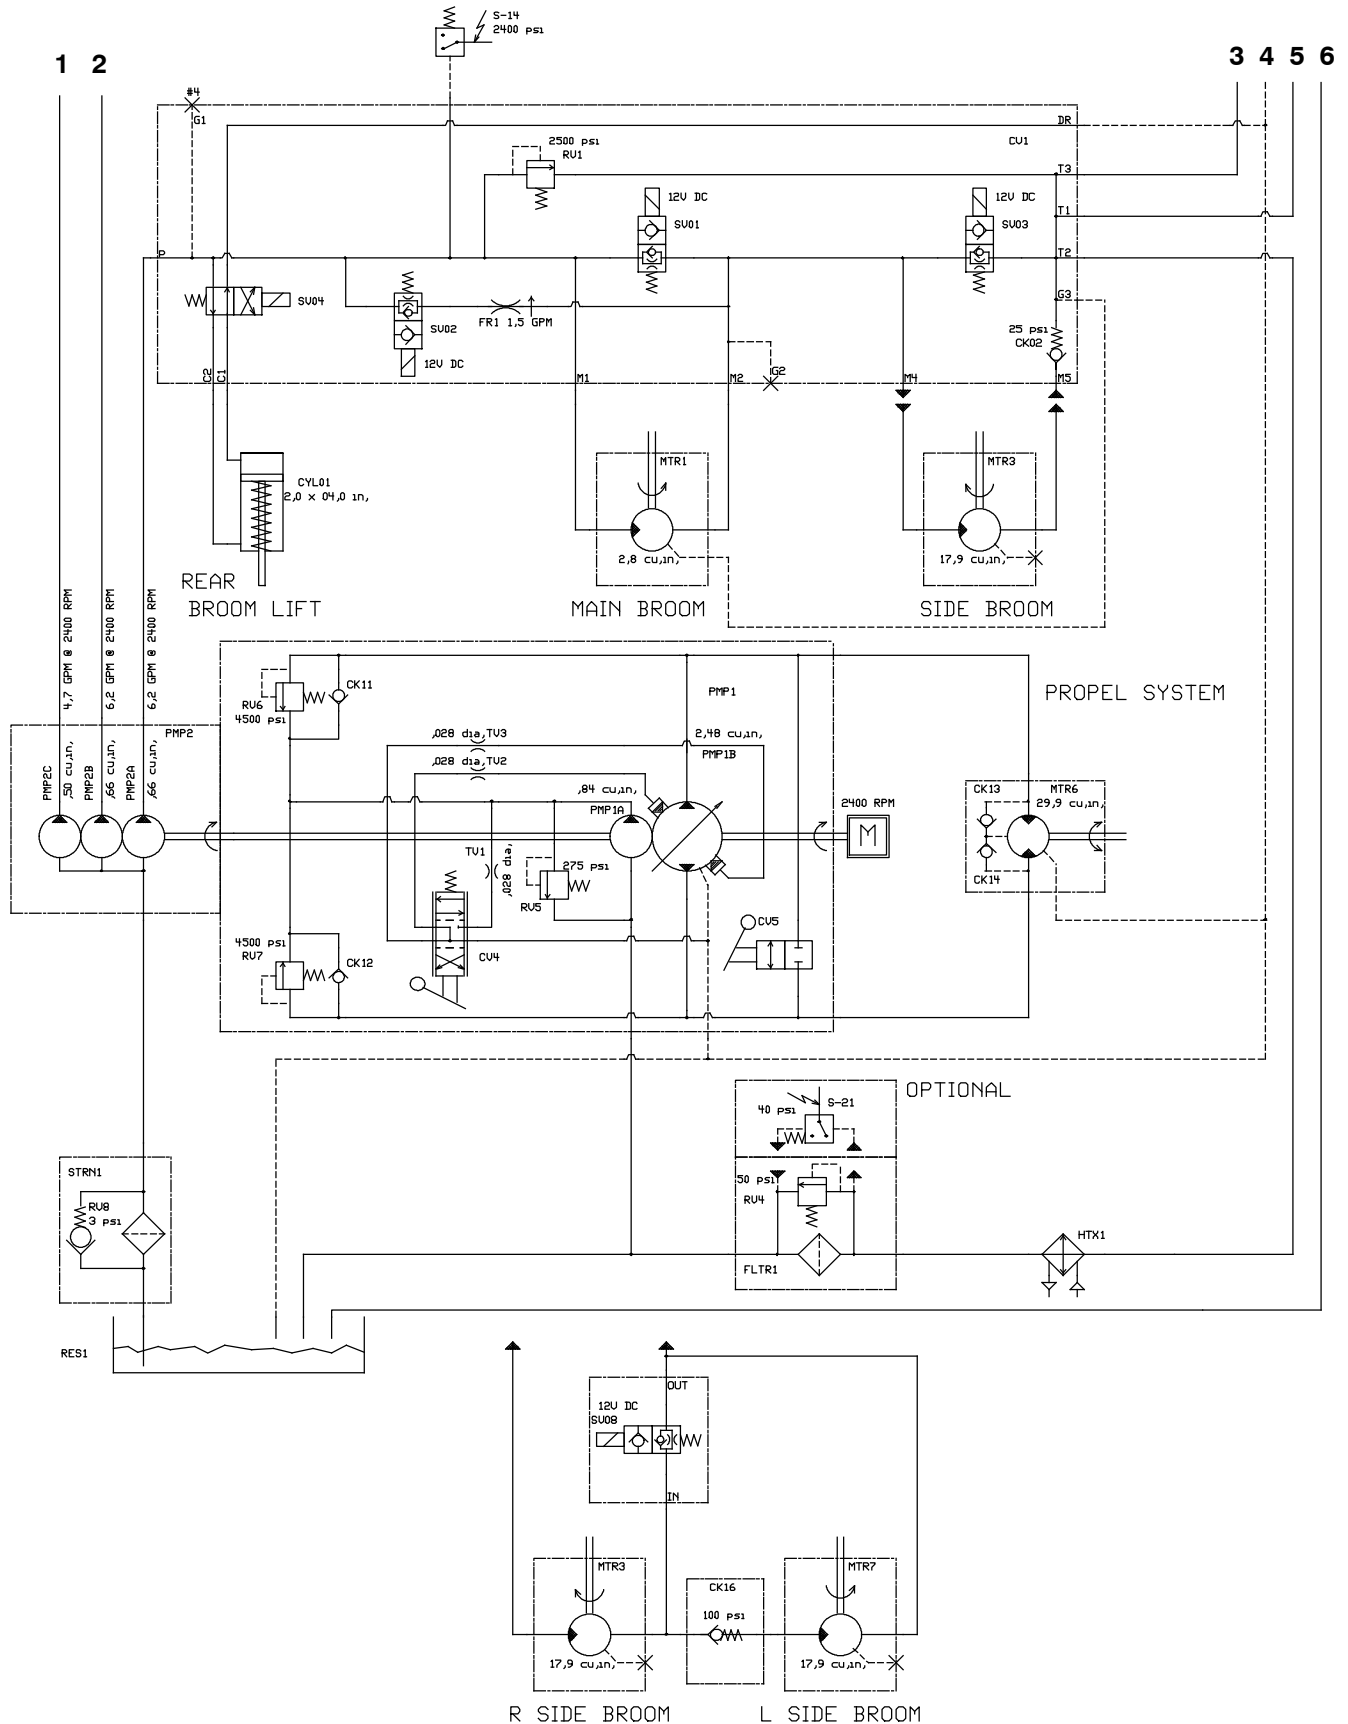 S-14
2400 psi
1 2
3 4 5 6
#4
G1
DR
CV1
2500 psi
RV1
T3
12V DC
SV01
12V DC
SV03
T1
P
T2
SV04
SV02
12V DC
FR1 1,5 GPM
G3
25 psi
CK02
C2
C1
M1
M2
G2
M4
M5
CYL01
2,0 x 04,0 in,
MTR1
2,8 cu,in,
MTR3
17,9 cu,in,
REAR
BROOM LIFT
MAIN BROOM
SIDE BROOM
4,7 GPM @ 2400 RPM
6,2 GPM @ 2400 RPM
6,2 GPM @ 2400 RPM
PROPEL SYSTEM
RV6
4500 psi
CK11
PMP1
PMP2
PMP2C
,50 cu,in,
PMP2B
,66 cu,in,
PMP2A
,66 cu,in,
,028 dia,TV3
,028 dia,TV2
2,48 cu,in,
PMP1B
,84 cu,in,
PMP1A
2400 RPM
M
CK13
MTR6
29,9 cu,in,
CK14
TV1
,028 dia,
275 psi
RV5
4500 psi
RV7
CK12
CV4
CV5
OPTIONAL
40 psi
S-21
STRN1
RV8
3 psi
50 psi
RV4
FLTR1
HTX1
RES1
OUT
12V DC
SV08
IN
MTR3
17,9 cu,in,
CK16
100 psi
MTR7
17,9 cu,in,
R SIDE BROOM
L SIDE BROOM